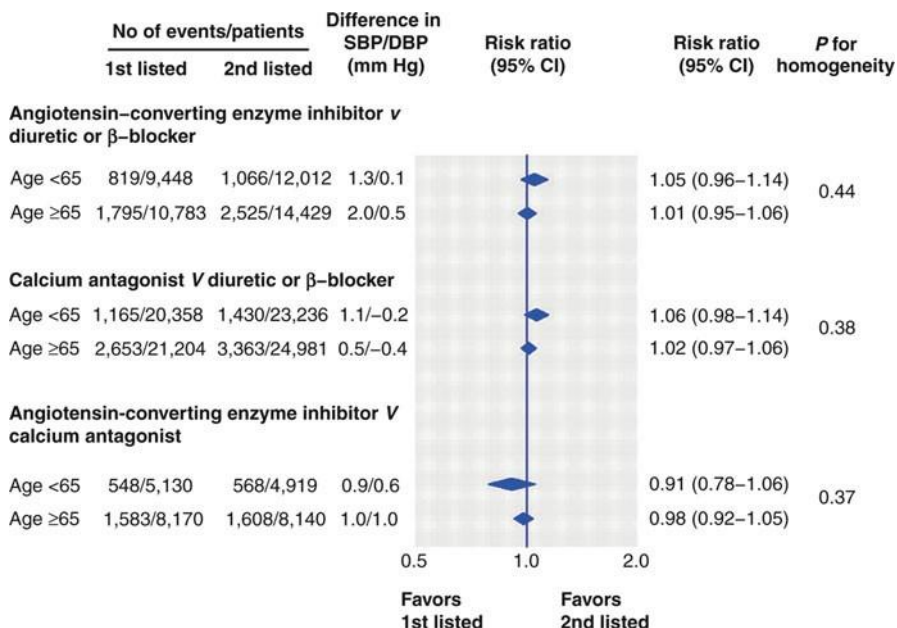 No of events/patients
Difference in
SBP/DBP
(mm Hg)
Risk ratio
(95% CI)
Risk ratio
(95% CI)
P for
homogeneity
1st listed 2nd listed
Angiotensin–converting enzyme inhibitor v
diuretic or β–blocker
Age <65 819/9,448 1,066/12,012 1.3/0.1 1.05 (0.96–1.14)
0.44
Age ≥65 1,795/10,783 2,525/14,429 2.0/0.5 1.01 (0.95–1.06)
Calcium antagonist V diuretic or β–blocker
Age <65 1,165/20,358 1,430/23,236 1.1/–0.2 1.06 (0.98–1.14)
0.38
Age ≥65 2,653/21,204 3,363/24,981 0.5/–0.4 1.02 (0.97–1.06)
Angiotensin-converting enzyme inhibitor V
calcium antagonist
Age <65 548/5,130 568/4,919 0.9/0.6 0.91 (0.78–1.06)
0.37
Age ≥65 1,583/8,170 1,608/8,140 1.0/1.0 0.98 (0.92–1.05)
0.5 1.0 2.0
Favors
1st listed
Favors
2nd listed